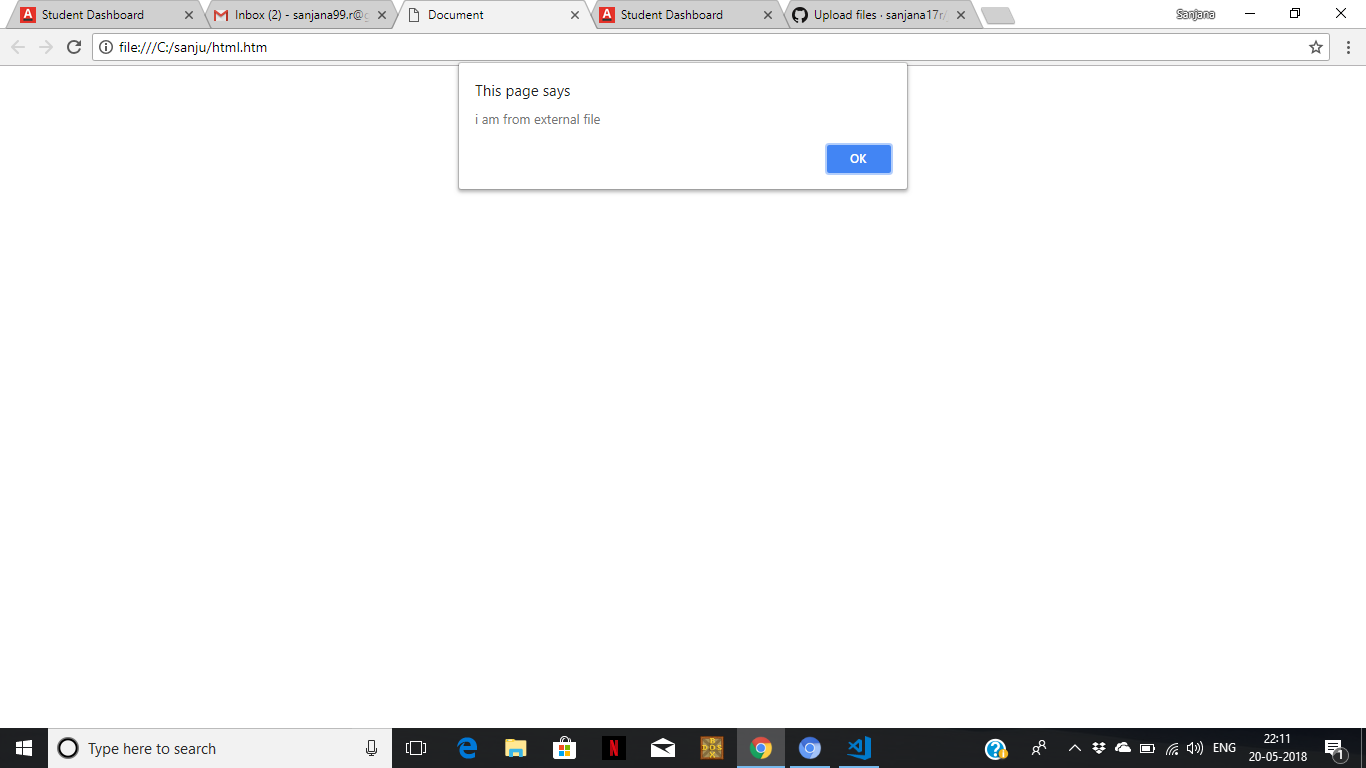 Student Dashboard
Inbox (2) - sanjana99.r@g
Document
Student Dashboard
Upload files · sanjana17r/
Sanjana
file:///C:/sanju/html.htm
This page says
i am from external file
OK
Type here to search
ENG
22:11
20-05-2018
1